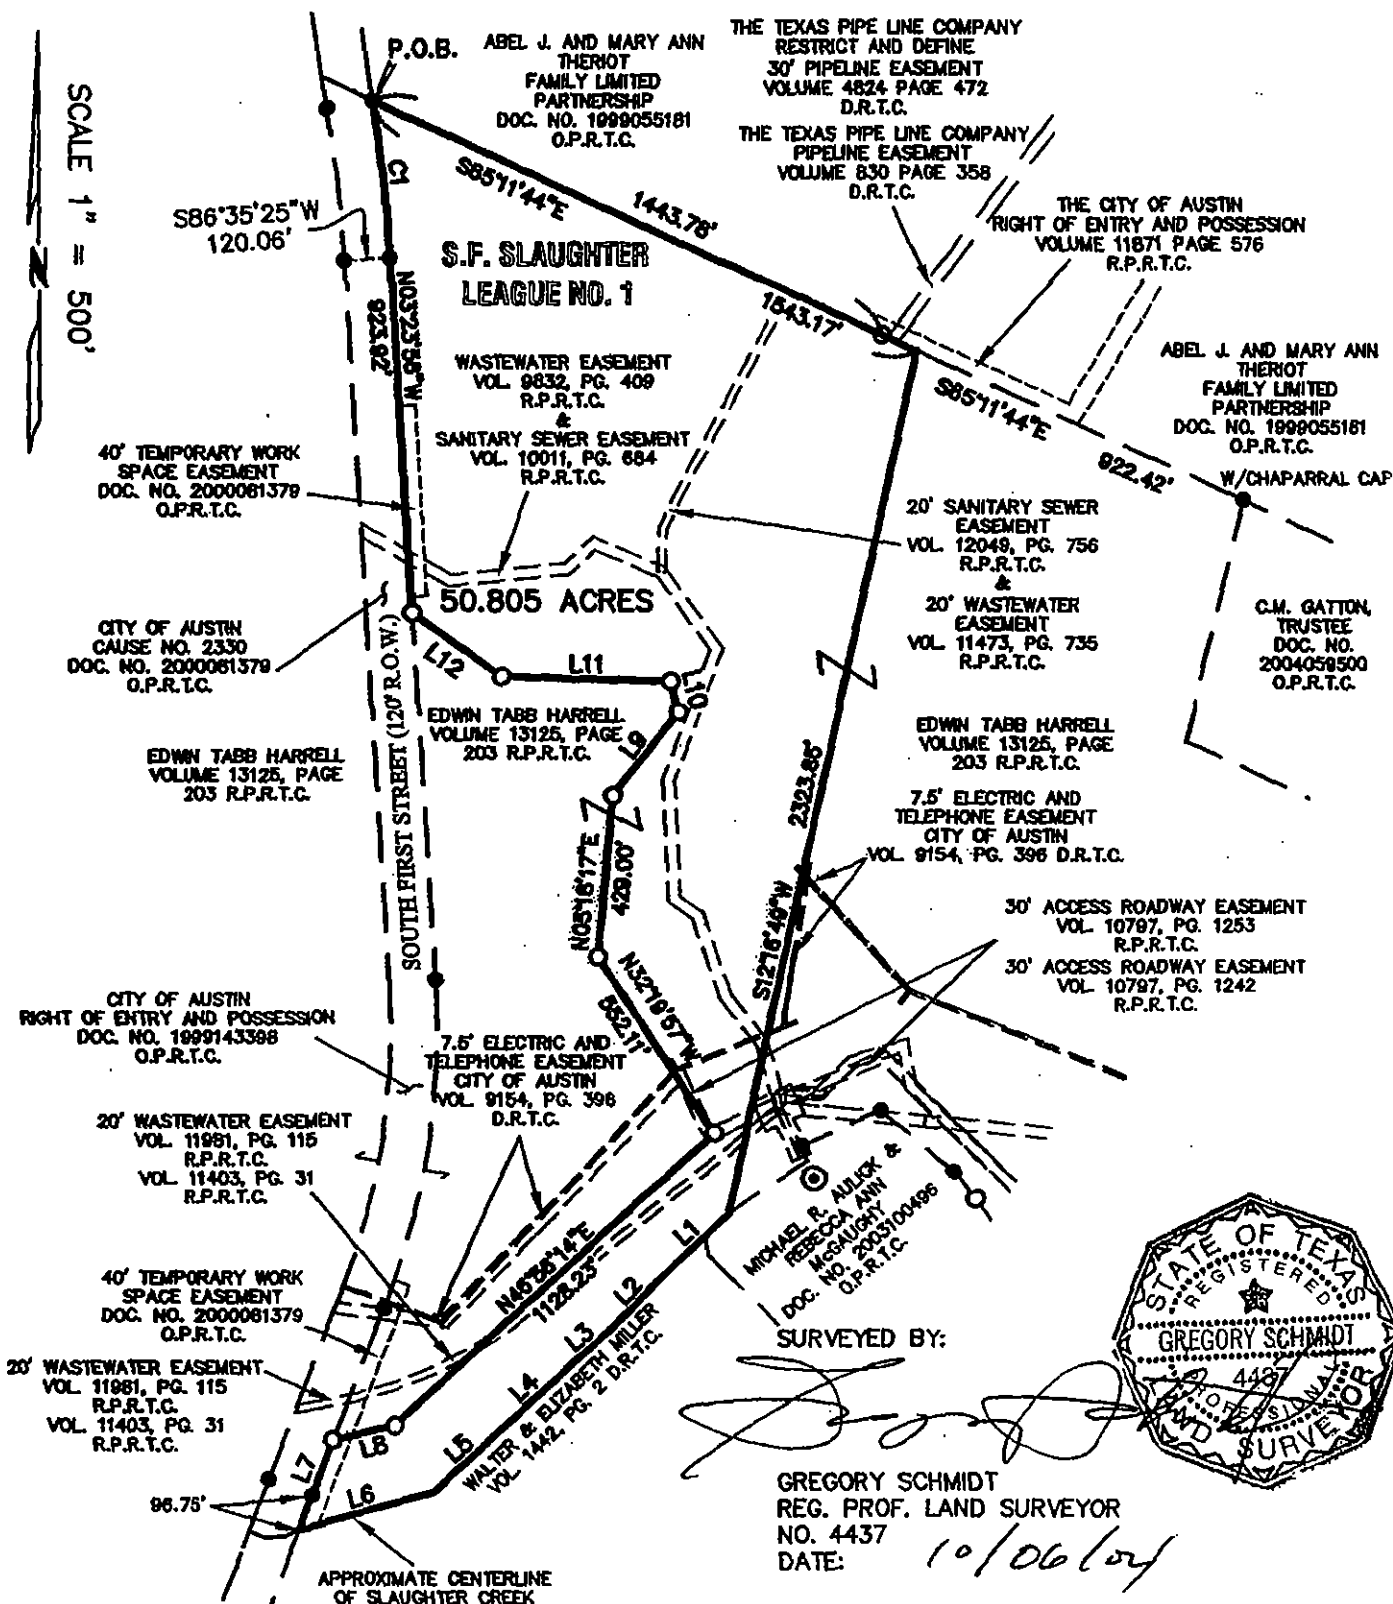 P.O.B.
ABEL J. AND MARY ANN
THERIOT
FAMILY LIMITED
PARTNERSHIP
DOC. NO. 1999055181
O.P.R.T.C.
THE TEXAS PIPE LINE COMPANY
RESTRICT AND DEFINE
30' PIPELINE EASEMENT
VOLUME 4824 PAGE 472
D.R.T.C.
THE TEXAS PIPE LINE COMPANY
PIPELINE EASEMENT
VOLUME 830 PAGE 358
D.R.T.C.
THE CITY OF AUSTIN
RIGHT OF ENTRY AND POSSESSION
VOLUME 11871 PAGE 576
R.P.R.T.C.
SCALE 1" = 500'
N
C1
S86°35'25"W
120.06'
S85°11'44"E
1443.78'
1543.17'
S.F. SLAUGHTER
LEAGUE NO. 1
N03°23'58"W
923.92'
ABEL J. AND MARY ANN
THERIOT
FAMILY LIMITED
PARTNERSHIP
DOC. NO. 1999055181
O.P.R.T.C.
S85°11'44"E
922.42'
W/CHAPARRAL CAP
WASTEWATER EASEMENT
VOL. 9832, PG. 409
R.P.R.T.C.
&
SANITARY SEWER EASEMENT
VOL. 10011, PG. 684
R.P.R.T.C.
40' TEMPORARY WORK
SPACE EASEMENT
DOC. NO. 2000081379
O.P.R.T.C.
20' SANITARY SEWER
EASEMENT
VOL. 12049, PG. 756
R.P.R.T.C.
&
20' WASTEWATER
EASEMENT
VOL. 11473, PG. 735
R.P.R.T.C.
50.805 ACRES
C.M. GATTON,
TRUSTEE
DOC. NO.
2004059500
O.P.R.T.C.
CITY OF AUSTIN
CAUSE NO. 2330
DOC. NO. 2000081379
O.P.R.T.C.
L12
L11
L10
L9
EDWIN TABB HARRELL
VOLUME 13125, PAGE
203 R.P.R.T.C.
EDWIN TABB HARRELL
VOLUME 13125, PAGE
203 R.P.R.T.C.
EDWIN TABB HARRELL
VOLUME 13125, PAGE
203 R.P.R.T.C.
SOUTH FIRST STREET (120' R.O.W.)
2323.85'
S12°16'49"W
7.5' ELECTRIC AND
TELEPHONE EASEMENT
CITY OF AUSTIN
VOL. 9154, PG. 396 D.R.T.C.
N05°16'17"E
429.00'
30' ACCESS ROADWAY EASEMENT
VOL. 10797, PG. 1253
R.P.R.T.C.
30' ACCESS ROADWAY EASEMENT
VOL. 10797, PG. 1242
R.P.R.T.C.
N32°19'57"W
552.11'
CITY OF AUSTIN
RIGHT OF ENTRY AND POSSESSION
DOC. NO. 1999143398
O.P.R.T.C.
7.5' ELECTRIC AND
TELEPHONE EASEMENT
CITY OF AUSTIN
VOL. 9154, PG. 396
D.R.T.C.
20' WASTEWATER EASEMENT
VOL. 11981, PG. 115
R.P.R.T.C.
VOL. 11403, PG. 31
R.P.R.T.C.
MICHAEL R. AULICK &
REBECCA ANN
McGAUGHY
DOC. NO. 2003100496
O.P.R.T.C.
N46°56'14"E
1128.23'
L1
L2
L3
L4
L5
L6
L7
L8
WALTER & ELIZABETH MILLER
VOL. 1442, PG. 2 D.R.T.C.
40' TEMPORARY WORK
SPACE EASEMENT
DOC. NO. 2000081379
O.P.R.T.C.
20' WASTEWATER EASEMENT
VOL. 11981, PG. 115
R.P.R.T.C.
VOL. 11403, PG. 31
R.P.R.T.C.
96.75'
APPROXIMATE CENTERLINE
OF SLAUGHTER CREEK
SURVEYED BY:
STATE OF TEXAS
REGISTERED
GREGORY SCHMIDT
4437
PROFESSIONAL
LAND SURVEYOR
GREGORY SCHMIDT
REG. PROF. LAND SURVEYOR
NO. 4437
DATE: 10/06/04